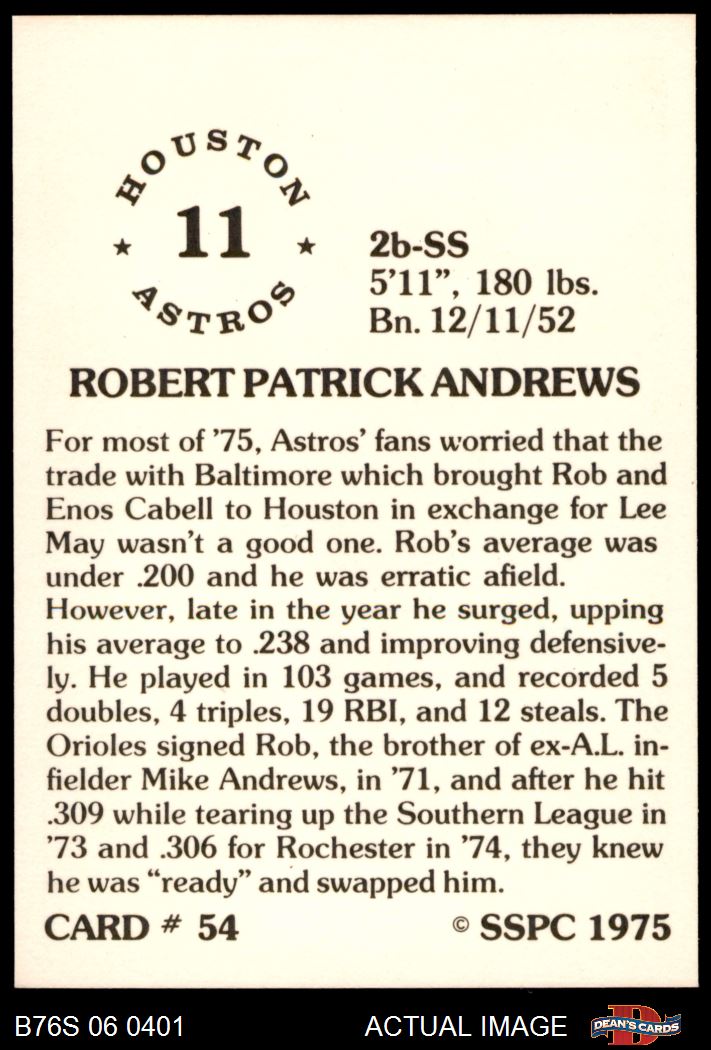 HOUSTON
★ 11 ★
ASTROS
2b-SS
5'11", 180 lbs.
Bn. 12/11/52
ROBERT PATRICK ANDREWS
For most of '75, Astros' fans worried that the
trade with Baltimore which brought Rob and
Enos Cabell to Houston in exchange for Lee
May wasn't a good one. Rob's average was
under .200 and he was erratic afield.
However, late in the year he surged, upping
his average to .238 and improving defensive-
ly. He played in 103 games, and recorded 5
doubles, 4 triples, 19 RBI, and 12 steals. The
Orioles signed Rob, the brother of ex-A.L. in-
fielder Mike Andrews, in '71, and after he hit
.309 while tearing up the Southern League in
'73 and .306 for Rochester in '74, they knew
he was “ready” and swapped him.
CARD # 54 © SSPC 1975
B76S 06 0401 ACTUAL IMAGE D DEAN'S CARDS